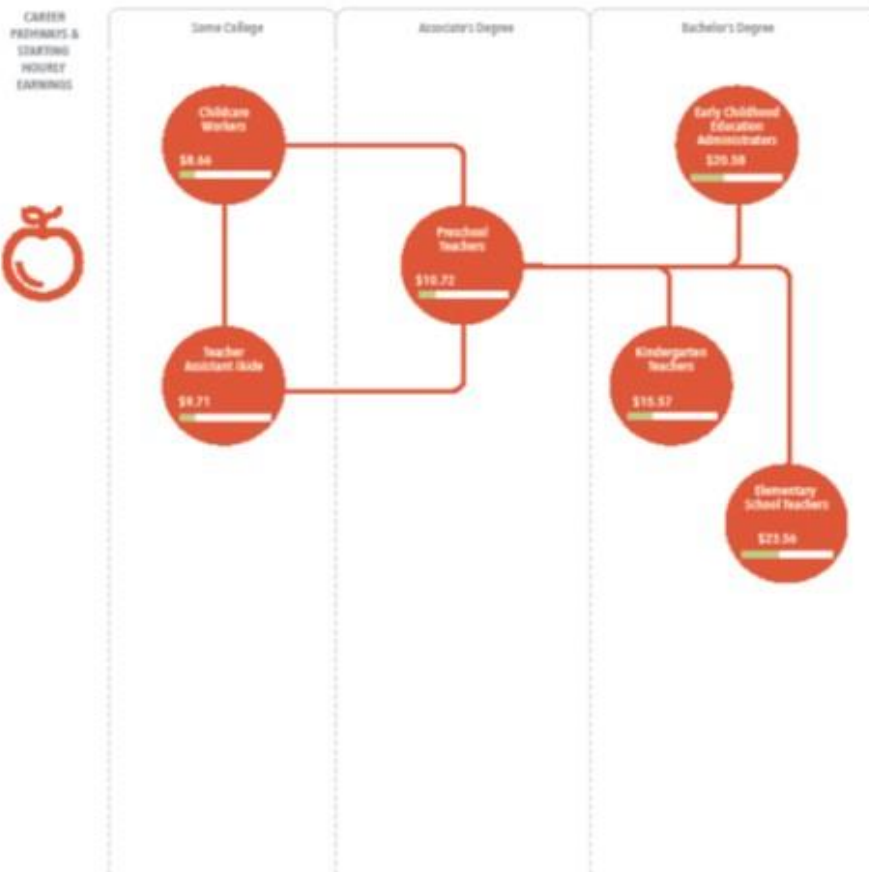 CAREER
PATHWAYS &
STARTING
HOURLY
EARNINGS
Some College
Associate's Degree
Bachelor's Degree
Childcare
Workers
$8.66
Early Childhood
Education
Administrators
$20.58
Preschool
Teachers
$10.72
Teacher
Assistant /Aide
$9.71
Kindergarten
Teachers
$15.57
Elementary
School Teachers
$23.56